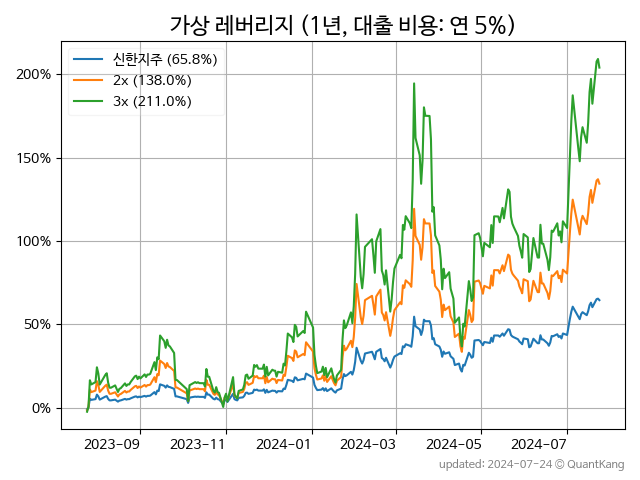 가상 레버리지 (1년, 대출 비용: 연 5%)
신한지주 (65.8%)
2x (138.0%)
3x (211.0%)
200%
150%
100%
50%
0%
2023-09 2023-11 2024-01 2024-03 2024-05 2024-07
updated: 2024-07-24 © QuantKang